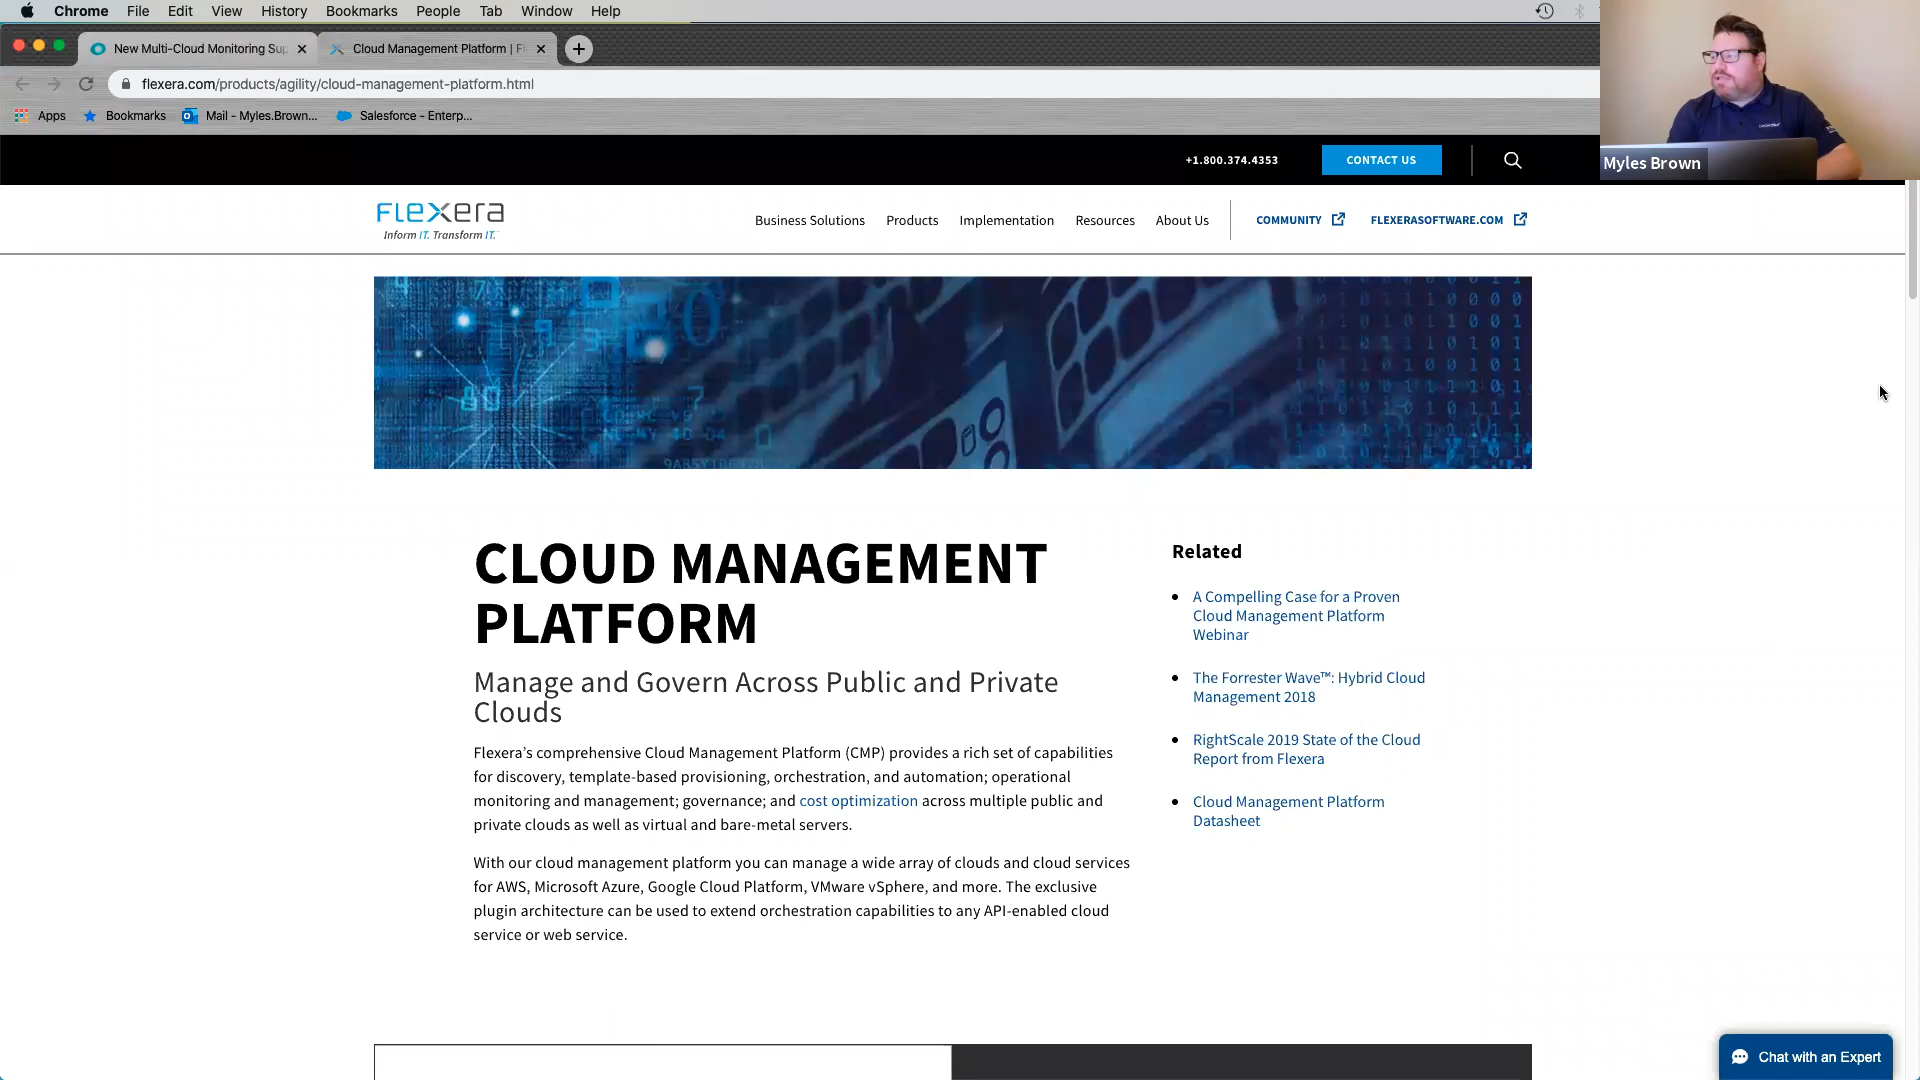 Chrome File Edit View History Bookmarks People Tab Window Help
New Multi-Cloud Monitoring Sup
Cloud Management Platform | Fl
flexera.com/products/agility/cloud-management-platform.html
Apps Bookmarks Mail - Myles.Brown... Salesforce - Enterp...
Myles Brown
+1.800.374.4353 CONTACT US
FLEXERA
Inform IT. Transform IT.
Business Solutions Products Implementation Resources About Us COMMUNITY FLEXERASOFTWARE.COM
CLOUD MANAGEMENT
PLATFORM
Manage and Govern Across Public and Private
Clouds
Flexera’s comprehensive Cloud Management Platform (CMP) provides a rich set of capabilities
for discovery, template-based provisioning, orchestration, and automation; operational
monitoring and management; governance; and cost optimization across multiple public and
private clouds as well as virtual and bare-metal servers.
With our cloud management platform you can manage a wide array of clouds and cloud services
for AWS, Microsoft Azure, Google Cloud Platform, VMware vSphere, and more. The exclusive
plugin architecture can be used to extend orchestration capabilities to any API-enabled cloud
service or web service.
Related
A Compelling Case for a Proven
Cloud Management Platform
Webinar
The Forrester Wave™: Hybrid Cloud
Management 2018
RightScale 2019 State of the Cloud
Report from Flexera
Cloud Management Platform
Datasheet
Chat with an Expert